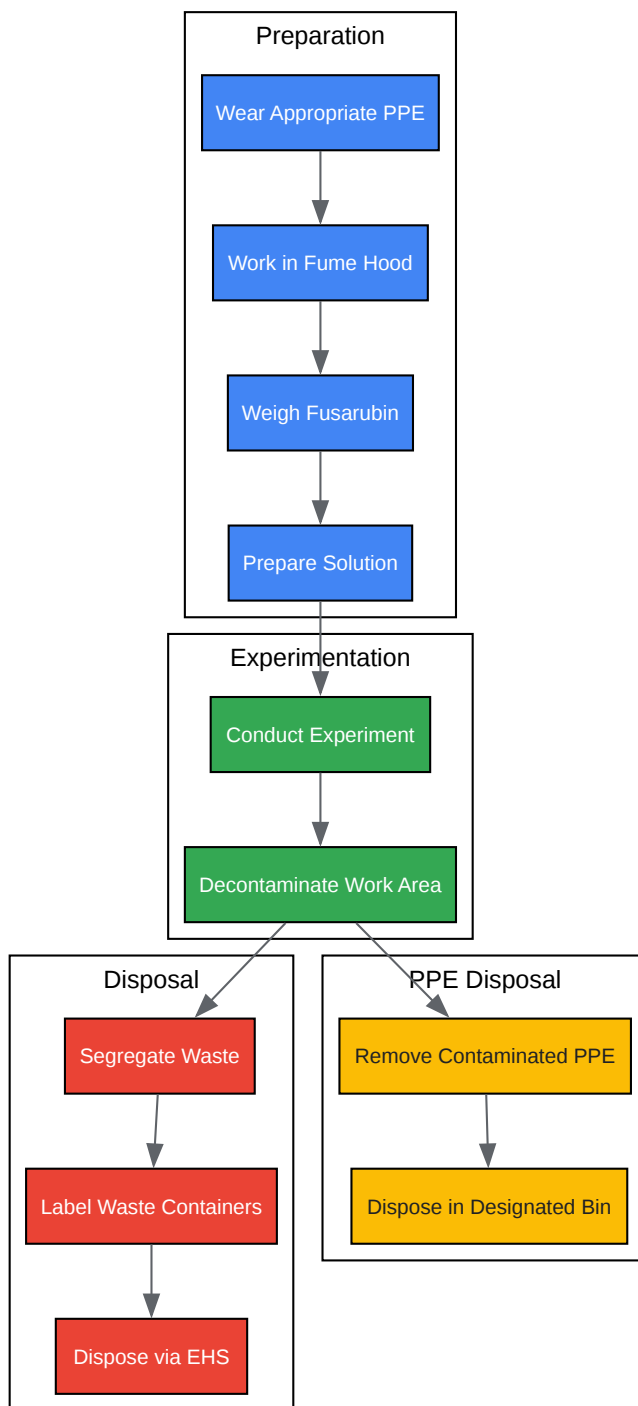 Preparation
Wear Appropriate PPE
Work in Fume Hood
Weigh Fusarubin
Prepare Solution
Experimentation
Conduct Experiment
Decontaminate Work Area
Disposal
Segregate Waste
Label Waste Containers
Dispose via EHS
PPE Disposal
Remove Contaminated PPE
Dispose in Designated Bin